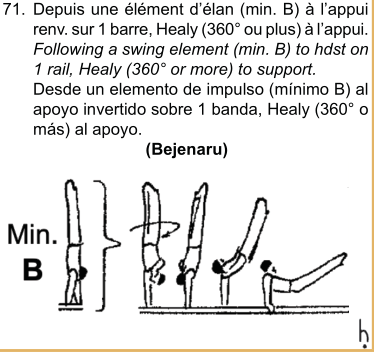 71. Depuis une élément d'élan (min. B) à l'appui
renv. sur 1 barre, Healy (360° ou plus) à l'appui.
Following a swing element (min. B) to hdst on
1 rail, Healy (360° or more) to support.
Desde un elemento de impulso (mínimo B) al
apoyo invertido sobre 1 banda, Healy (360° o
más) al apoyo.
(Bejenaru)
Min.
B